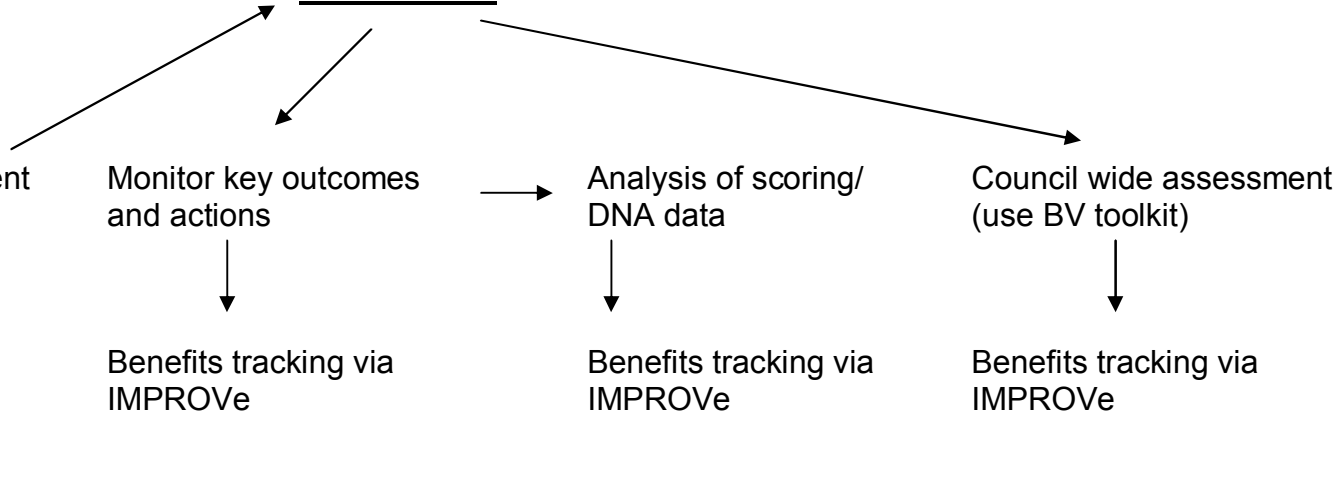 ent
Monitor key outcomes
and actions
Analysis of scoring/
DNA data
Council wide assessment
(use BV toolkit)
Benefits tracking via
IMPROVe
Benefits tracking via
IMPROVe
Benefits tracking via
IMPROVe